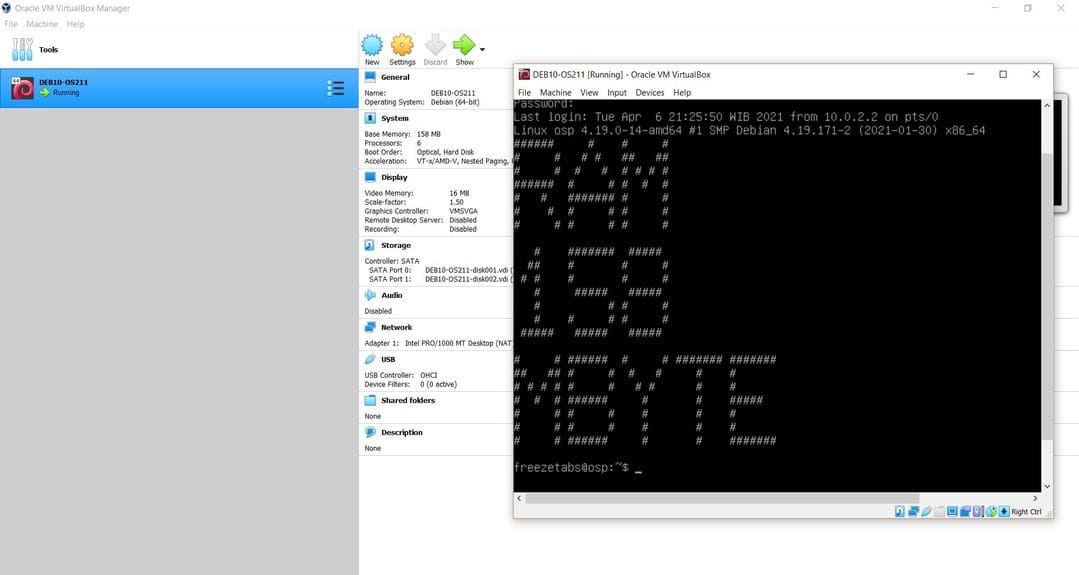 Oracle VM VirtualBox Manager
File Machine Help
Tools
DEB10-OS211
Running
New Settings Discard Show
General
Name: DEB10-OS211
Operating System: Debian (64-bit)
System
Base Memory: 158 MB
Processors: 6
Boot Order: Optical, Hard Disk
Acceleration: VT-x/AMD-V, Nested Paging,
Display
Video Memory: 16 MB
Scale-factor: 1.50
Graphics Controller: VMSVGA
Remote Desktop Server: Disabled
Recording: Disabled
Storage
Controller: SATA
SATA Port 0: DEB10-OS211-disk001.vdi (
SATA Port 1: DEB10-OS211-disk002.vdi (
Audio
Disabled
Network
Adapter 1: Intel PRO/1000 MT Desktop (NAT
USB
USB Controller: OHCI
Device Filters: 0 (0 active)
Shared folders
None
Description
None
DEB10-OS211 [Running] - Oracle VM VirtualBox
File Machine View Input Devices Help
Password:
Last login: Tue Apr  6 21:25:50 WIB 2021 from 10.0.2.2 on pts/0
Linux osp 4.19.0-14-amd64 #1 SMP Debian 4.19.171-2 (2021-01-30) x86_64
RAM
158
MBYTE
freezetabs@osp:~$ _
Right Ctrl